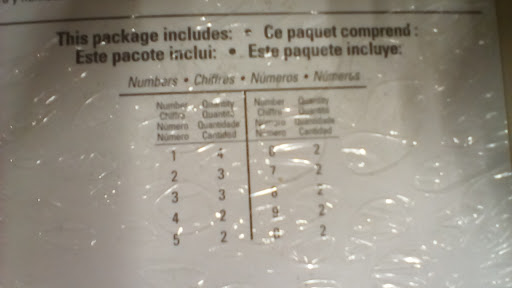 This package includes: • Ce paquet comprend :
Este pacote inclui: • Este paquete incluye:
Numbers • Chiffres • Números • Números
Number Quantity Number Quantity
Chiffre Quantité Chiffre Quantité
Número Quantidade Número Quantidade
Número Cantidad Número Cantidad
1 4 6 2
2 3 7 2
3 3 8 2
4 2 9 2
5 2 2